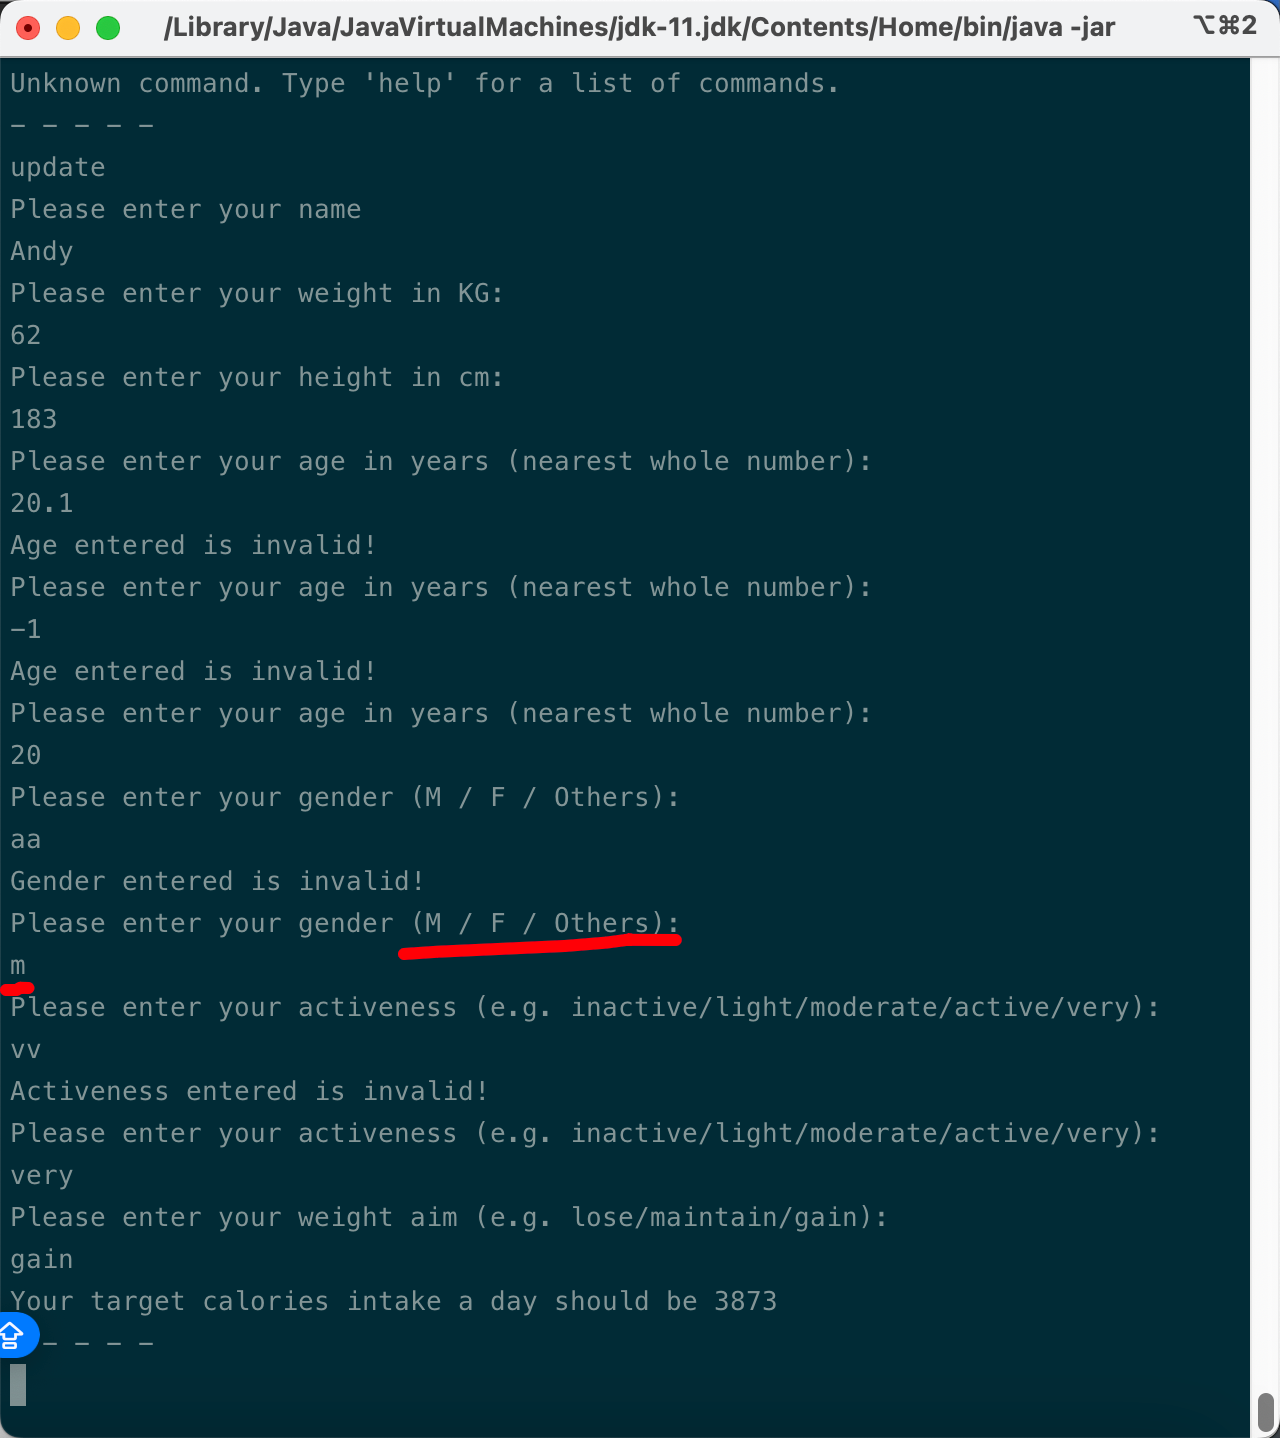 /Library/Java/JavaVirtualMachines/jdk-11.jdk/Contents/Home/bin/java -jar ⌥⌘2
Unknown command. Type 'help' for a list of commands.
- - - - -
update
Please enter your name
Andy
Please enter your weight in KG:
62
Please enter your height in cm:
183
Please enter your age in years (nearest whole number):
20.1
Age entered is invalid!
Please enter your age in years (nearest whole number):
-1
Age entered is invalid!
Please enter your age in years (nearest whole number):
20
Please enter your gender (M / F / Others):
aa
Gender entered is invalid!
Please enter your gender (M / F / Others):
m
Please enter your activeness (e.g. inactive/light/moderate/active/very):
vv
Activeness entered is invalid!
Please enter your activeness (e.g. inactive/light/moderate/active/very):
very
Please enter your weight aim (e.g. lose/maintain/gain):
gain
Your target calories intake a day should be 3873
- - - -